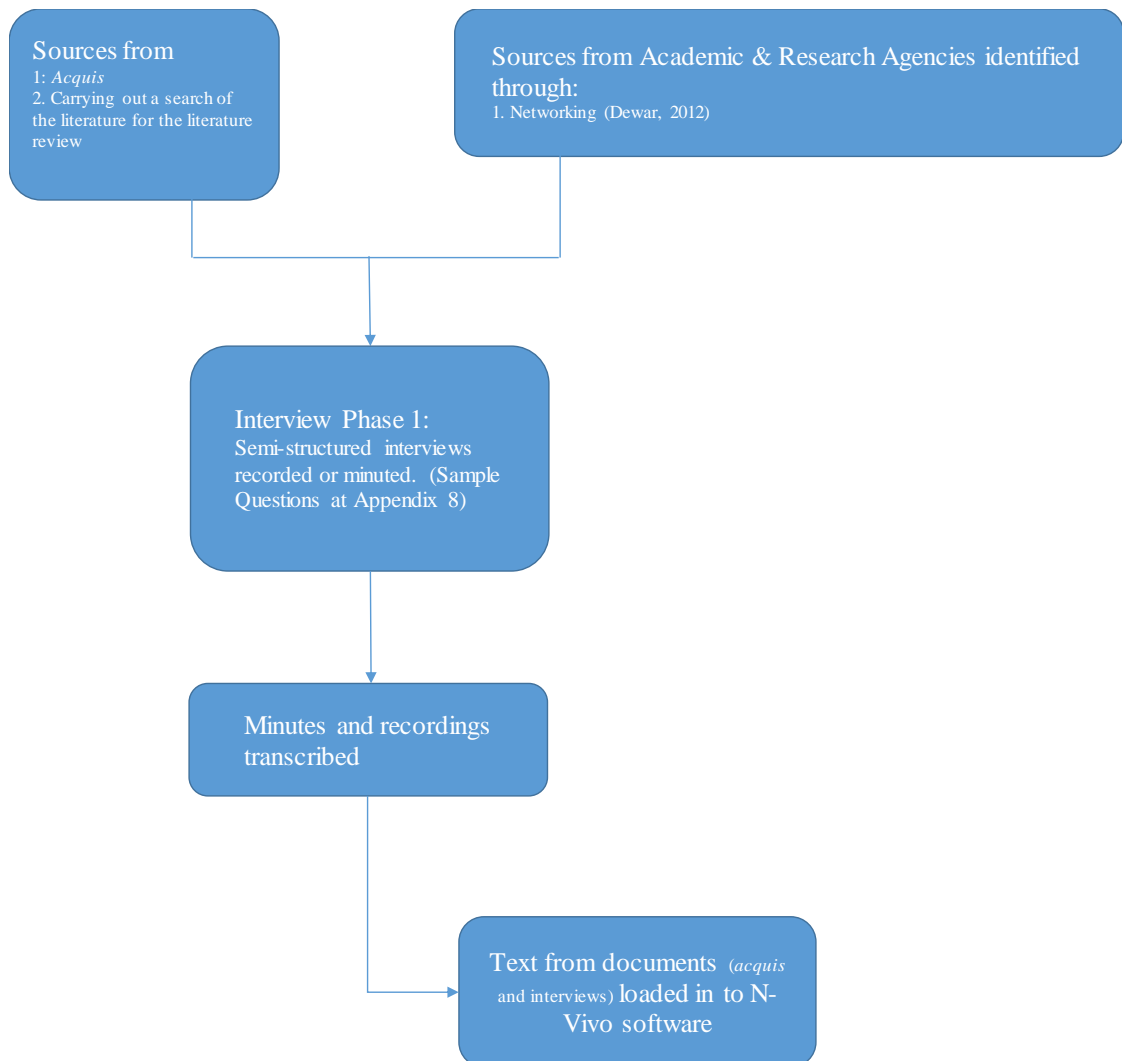 Sources from
1: Acquis
2. Carrying out a search of
the literature for the literature
review
Sources from Academic & Research Agencies identified
through:
1. Networking (Dewar, 2012)
Interview Phase 1:
Semi-structured interviews
recorded or minuted. (Sample
Questions at Appendix 8)
Minutes and recordings
transcribed
Text from documents (acquis
and interviews) loaded in to N-
Vivo software